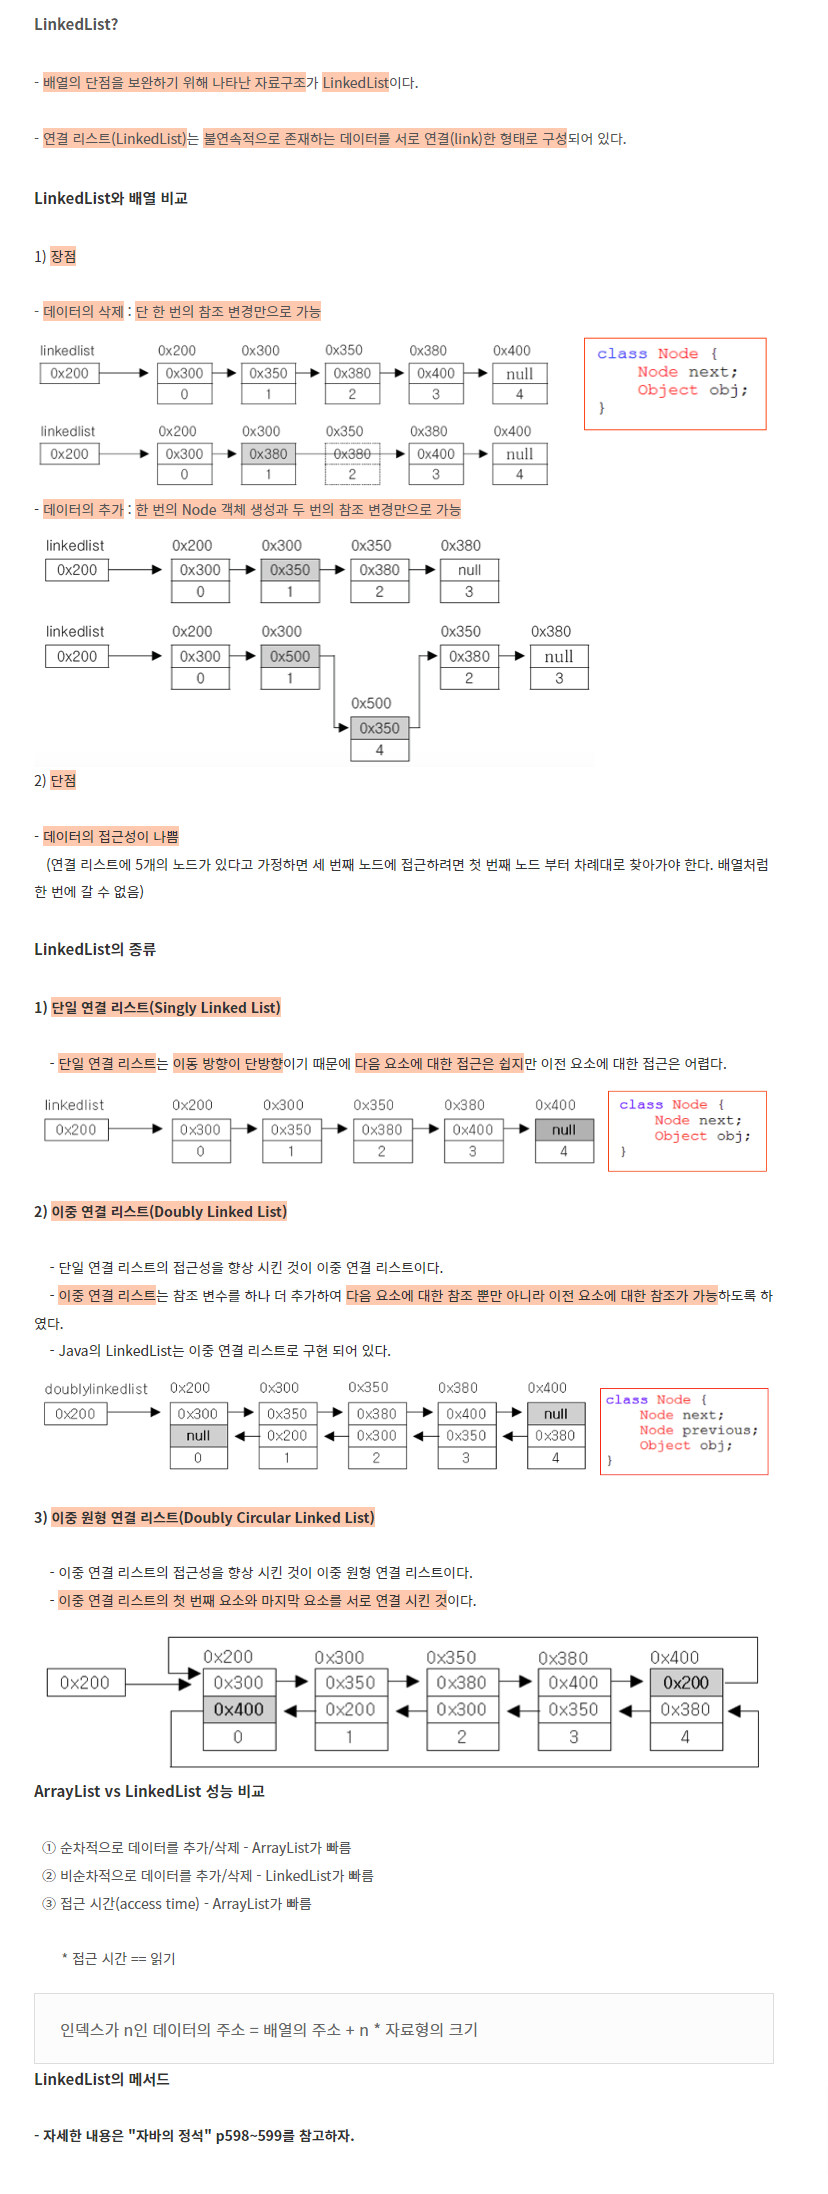 LinkedList?
- 배열의 단점을 보완하기 위해 나타난 자료구조가 LinkedList이다.
- 연결 리스트(LinkedList)는 불연속적으로 존재하는 데이터를 서로 연결(link)한 형태로 구성되어 있다.
LinkedList와 배열 비교
1) 장점
- 데이터의 삭제 : 단 한 번의 참조 변경만으로 가능
linkedlist 0x200 0x300 0x350 0x380 0x400
0x200 0x300 0x350 0x380 0x400 null
0 1 2 3 4
class Node {
Node next;
Object obj;
}
linkedlist 0x200 0x300 0x350 0x380 0x400
0x200 0x300 0x380 0x380 0x400 null
0 1 2 3 4
- 데이터의 추가 : 한 번의 Node 객체 생성과 두 번의 참조 변경만으로 가능
linkedlist 0x200 0x300 0x350 0x380
0x200 0x300 0x350 0x380 null
0 1 2 3
linkedlist 0x200 0x300 0x350 0x380
0x200 0x300 0x500 0x380 null
0 1 2 3
0x500
0x350
4
2) 단점
- 데이터의 접근성이 나쁨
(연결 리스트에 5개의 노드가 있다고 가정하면 세 번째 노드에 접근하려면 첫 번째 노드 부터 차례대로 찾아가야 한다. 배열처럼
한 번에 갈 수 없음)
LinkedList의 종류
1) 단일 연결 리스트(Singly Linked List)
- 단일 연결 리스트는 이동 방향이 단방향이기 때문에 다음 요소에 대한 접근은 쉽지만 이전 요소에 대한 접근은 어렵다.
linkedlist 0x200 0x300 0x350 0x380 0x400
0x200 0x300 0x350 0x380 0x400 null
0 1 2 3 4
class Node {
Node next;
Object obj;
}
2) 이중 연결 리스트(Doubly Linked List)
- 단일 연결 리스트의 접근성을 향상 시킨 것이 이중 연결 리스트이다.
- 이중 연결 리스트는 참조 변수를 하나 더 추가하여 다음 요소에 대한 참조 뿐만 아니라 이전 요소에 대한 참조가 가능하도록 하
였다.
- Java의 LinkedList는 이중 연결 리스트로 구현 되어 있다.
doublylinkedlist 0x200 0x300 0x350 0x380 0x400
0x200 0x300 0x350 0x380 0x400 null
null 0x200 0x300 0x350 0x380
0 1 2 3 4
class Node {
Node next;
Node previous;
Object obj;
}
3) 이중 원형 연결 리스트(Doubly Circular Linked List)
- 이중 연결 리스트의 접근성을 향상 시킨 것이 이중 원형 연결 리스트이다.
- 이중 연결 리스트의 첫 번째 요소와 마지막 요소를 서로 연결 시킨 것이다.
0x200 0x300 0x350 0x380 0x400
0x200 0x300 0x350 0x380 0x400 0x200
0x400 0x200 0x300 0x350 0x380
0 1 2 3 4
ArrayList vs LinkedList 성능 비교
① 순차적으로 데이터를 추가/삭제 - ArrayList가 빠름
② 비순차적으로 데이터를 추가/삭제 - LinkedList가 빠름
③ 접근 시간(access time) - ArrayList가 빠름
* 접근 시간 == 읽기
인덱스가 n인 데이터의 주소 = 배열의 주소 + n * 자료형의 크기
LinkedList의 메서드
- 자세한 내용은 "자바의 정석" p598~599를 참고하자.